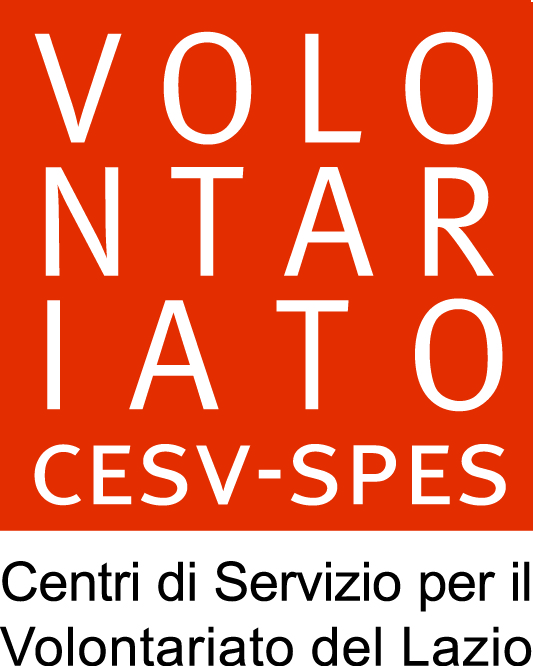 VOLO
NTAR
IATO
CESV-SPES
Centri di Servizio per il
Volontariato del Lazio